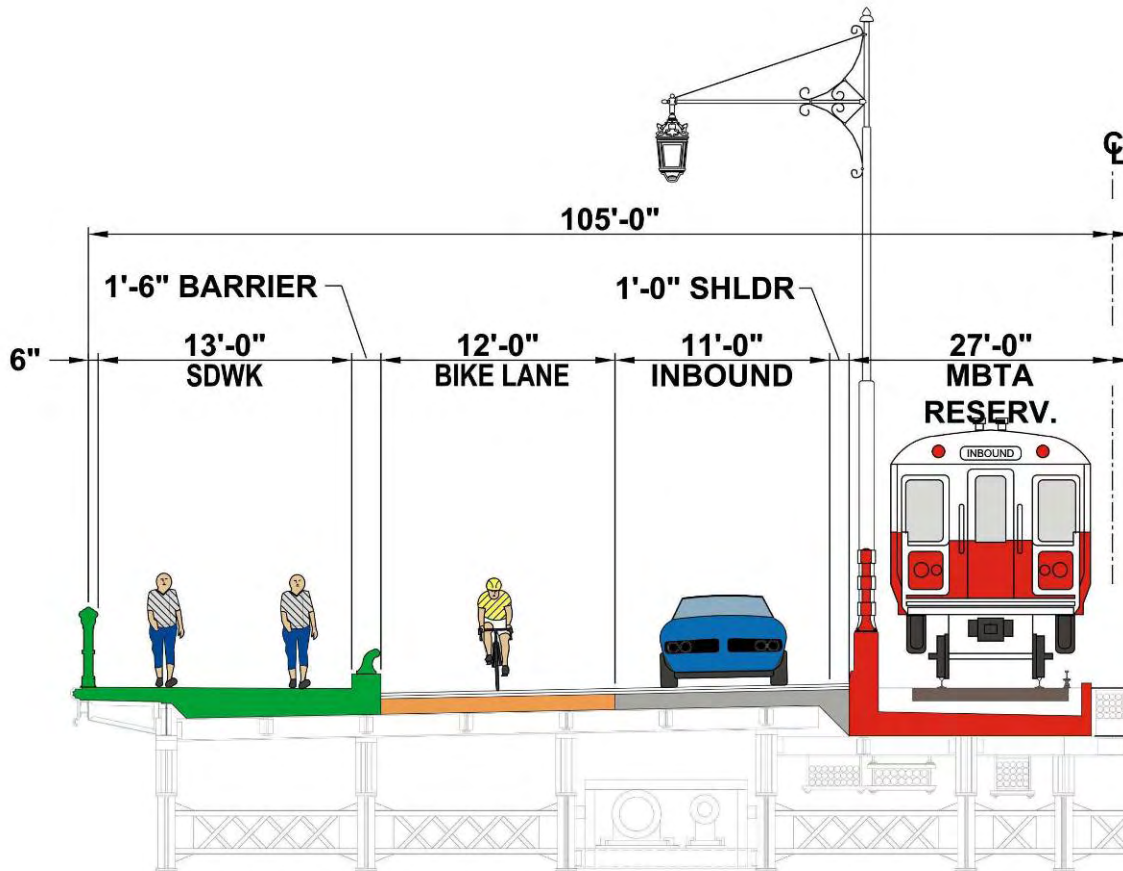 ℄
105'-0"
1'-6" BARRIER
1'-0" SHLDR
6"
13'-0"
SDWK
12'-0"
BIKE LANE
11'-0"
INBOUND
27'-0"
MBTA
RESERV.
INBOUND